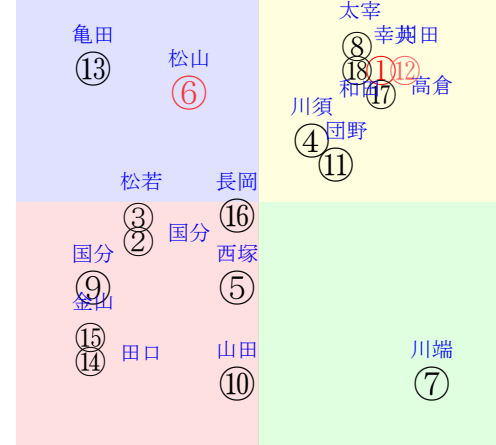 太宰
亀田
幸
田
松山
⑧
⑬
⑱
①
⑫
高倉
⑥
和田
⑰
川須
団野
④
⑪
松若
長岡
③
⑯
国分
②
国分
西塚
⑨
⑤
金山
⑮
田口
山田
川端
⑭
⑩
⑦